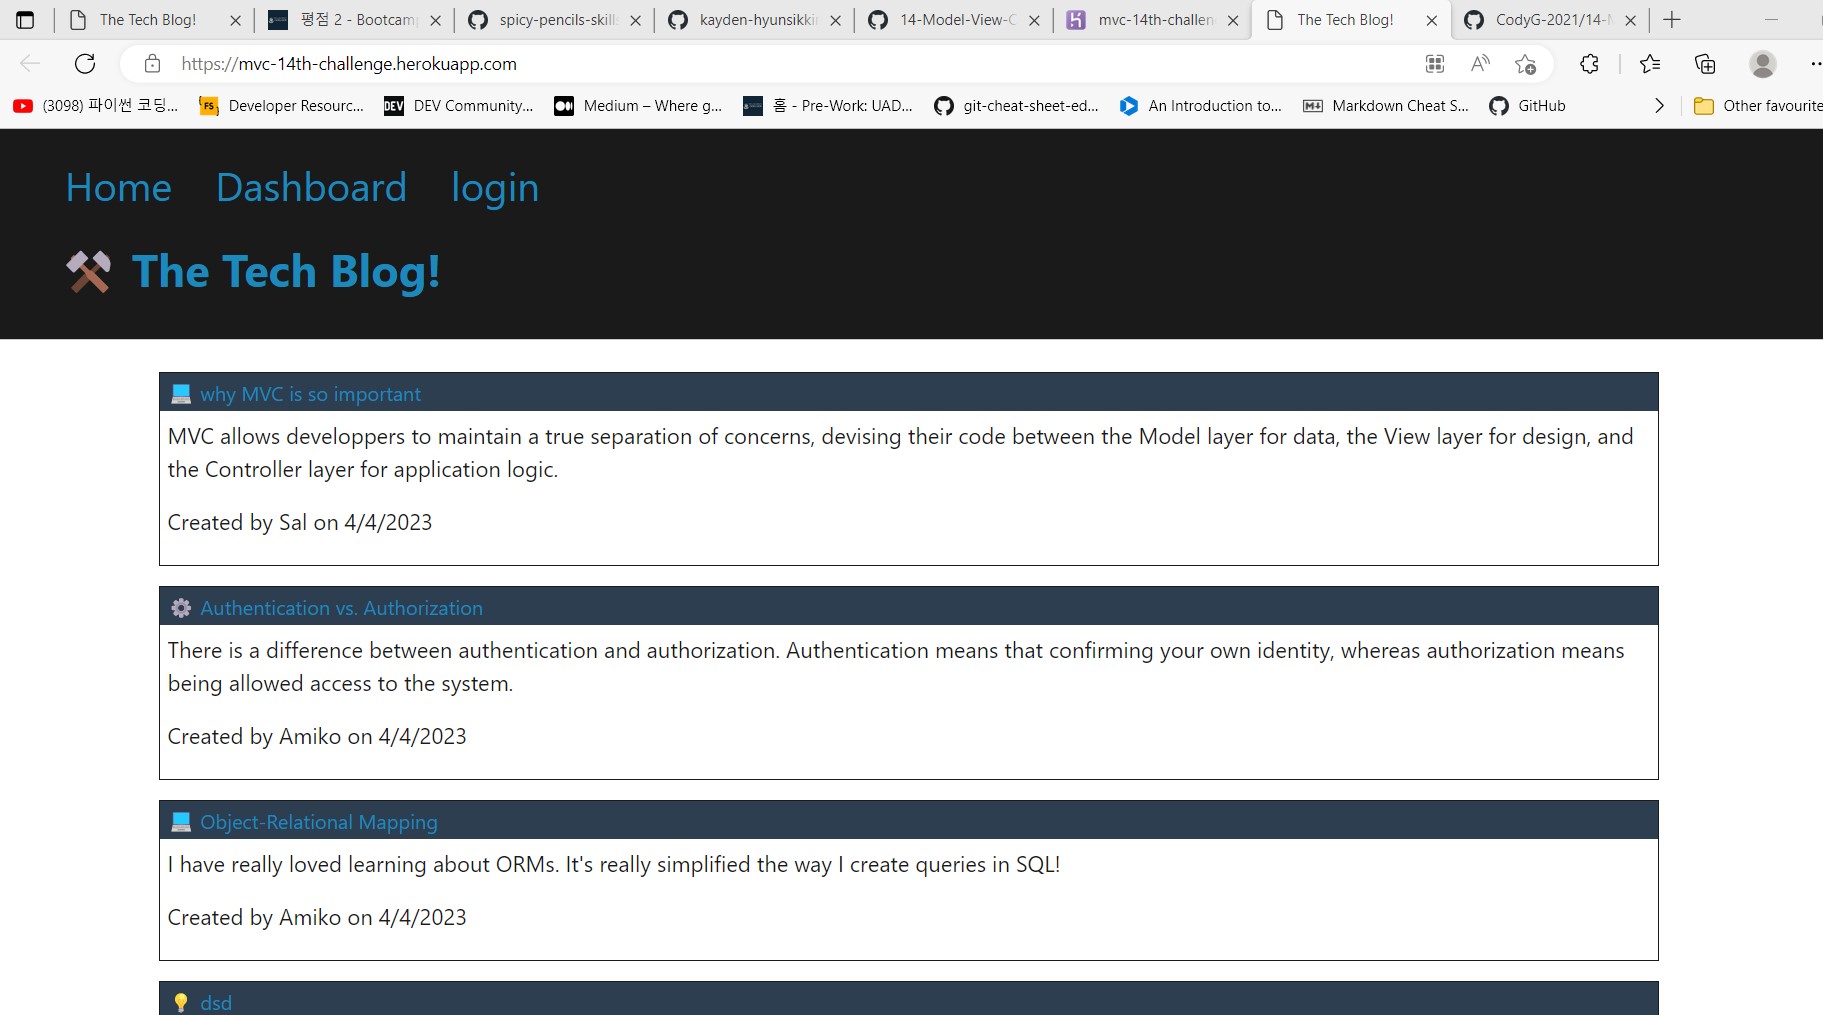 The Tech Blog!
평점 2 - Bootcam
spicy-pencils-skill
kayden-hyunsikki
14-Model-View-C
mvc-14th-challen
The Tech Blog!
CodyG-2021/14-M
https://mvc-14th-challenge.herokuapp.com
(3098) 파이썬 코딩...
FS Developer Resourc...
DEV DEV Community...
Medium – Where g...
홈 - Pre-Work: UAD...
git-cheat-sheet-ed...
An Introduction to...
Markdown Cheat S...
GitHub
Other favourite
Home Dashboard login
The Tech Blog!
why MVC is so important
MVC allows developpers to maintain a true separation of concerns, devising their code between the Model layer for data, the View layer for design, and
the Controller layer for application logic.
Created by Sal on 4/4/2023
Authentication vs. Authorization
There is a difference between authentication and authorization. Authentication means that confirming your own identity, whereas authorization means
being allowed access to the system.
Created by Amiko on 4/4/2023
Object-Relational Mapping
I have really loved learning about ORMs. It's really simplified the way I create queries in SQL!
Created by Amiko on 4/4/2023
dsd